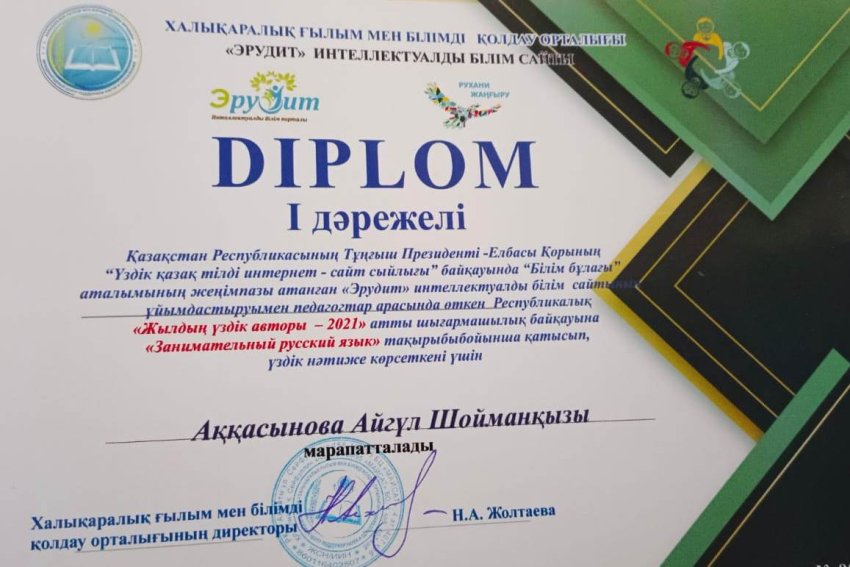 ХАЛЫҚАРАЛЫҚ ҒЫЛЫМ МЕН БІЛІМДІ ҚОЛДАУ ОРТАЛЫҒЫ
«ЭРУДИТ» ИНТЕЛЛЕКТУАЛДЫ БІЛІМ САЙТЫ
Эрудит
Интеллектуалды білім порталы
РУХАНИ
ЖАҢҒЫРУ
DIPLOM
I дәрежелі
Қазақстан Республикасының Тұңғыш Президенті -Елбасы Қорының
“Үздік қазақ тілді интернет - сайт сыйлығы” байқауында “Білім бұлағы”
аталымының жеңімпазы атанған «Эрудит» интеллектуалды білім сайтының
ұйымдастыруымен педагогтар арасында өткен Республикалық
«Жылдың үздік авторы – 2021» атты шығармашылық байқауына
«Занимательный русский язык» тақырыбыбойынша қатысып,
үздік нәтиже көрсеткені үшін
Аққасынова Айгүл Шойманқызы
марапатталады
Халықаралық ғылым мен білімді
қолдау орталығының директоры
Н.А. Жолтаева